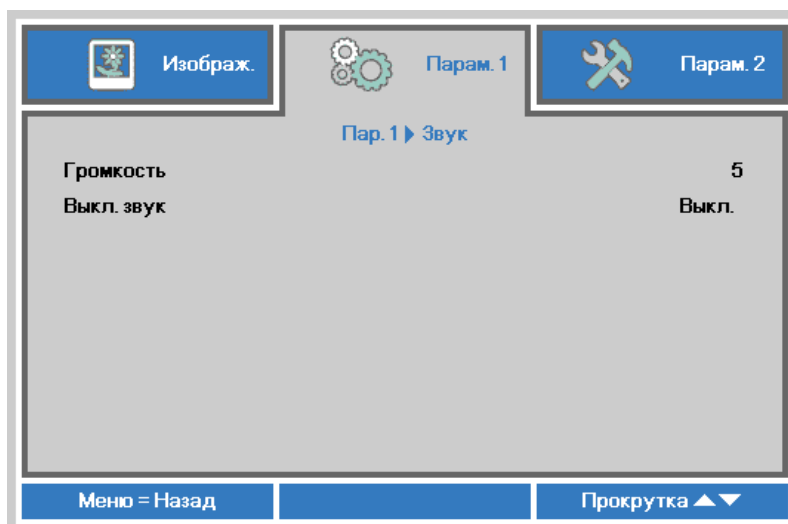 Изображ. Парам. 1 Парам. 2
Пар. 1 Звук
Громкость 5
Выкл. звук Выкл.
Меню = Назад Прокрутка